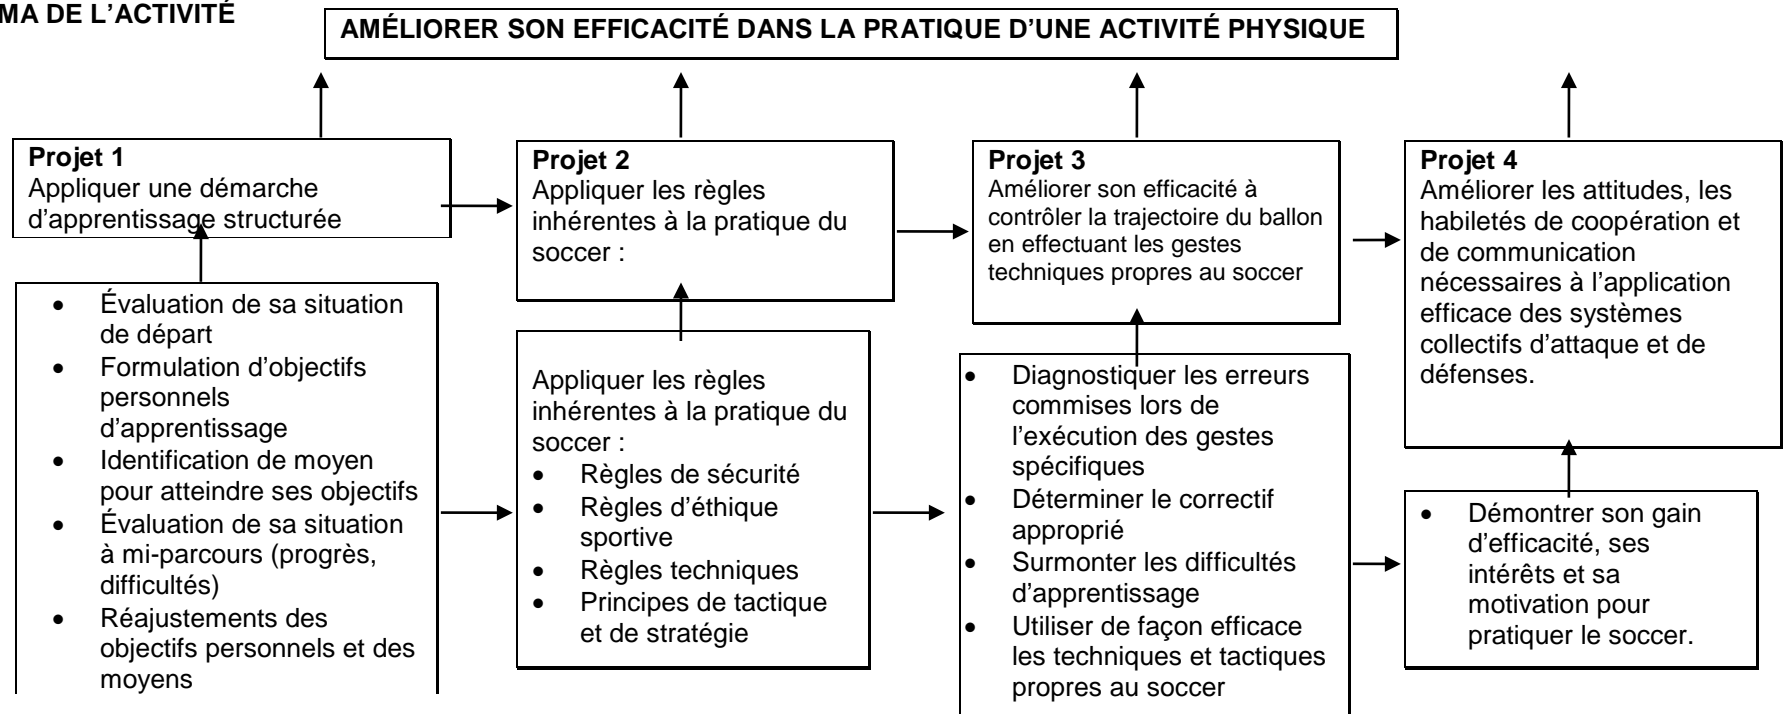 MA DE L’ACTIVITÉ
AMÉLIORER SON EFFICACITÉ DANS LA PRATIQUE D’UNE ACTIVITÉ PHYSIQUE
Projet 1
Appliquer une démarche
d’apprentissage structurée
Projet 2
Appliquer les règles
inhérentes à la pratique du
soccer :
Projet 3
Améliorer son efficacité à
contrôler la trajectoire du ballon
en effectuant les gestes
techniques propres au soccer
Projet 4
Améliorer les attitudes, les
habiletés de coopération et
de communication
nécessaires à l’application
efficace des systèmes
collectifs d’attaque et de
défenses.
• Évaluation de sa situation
de départ
• Formulation d’objectifs
personnels
d’apprentissage
• Identification de moyen
pour atteindre ses objectifs
• Évaluation de sa situation
à mi-parcours (progrès,
difficultés)
• Réajustements des
objectifs personnels et des
moyens
Appliquer les règles
inhérentes à la pratique du
soccer :
• Règles de sécurité
• Règles d’éthique
sportive
• Règles techniques
• Principes de tactique
et de stratégie
• Diagnostiquer les erreurs
commises lors de
l’exécution des gestes
spécifiques
• Déterminer le correctif
approprié
• Surmonter les difficultés
d’apprentissage
• Utiliser de façon efficace
les techniques et tactiques
propres au soccer
• Démontrer son gain
d’efficacité, ses
intérêts et sa
motivation pour
pratiquer le soccer.